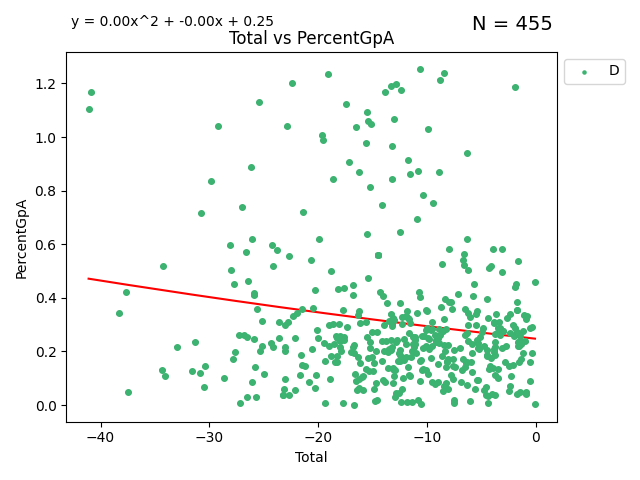 y = 0.00x^2 + -0.00x + 0.25
N = 455
Total vs PercentGpA
D
PercentGpA
1.2
1.0
0.8
0.6
0.4
0.2
0.0
−40
−30
−20
−10
0
Total